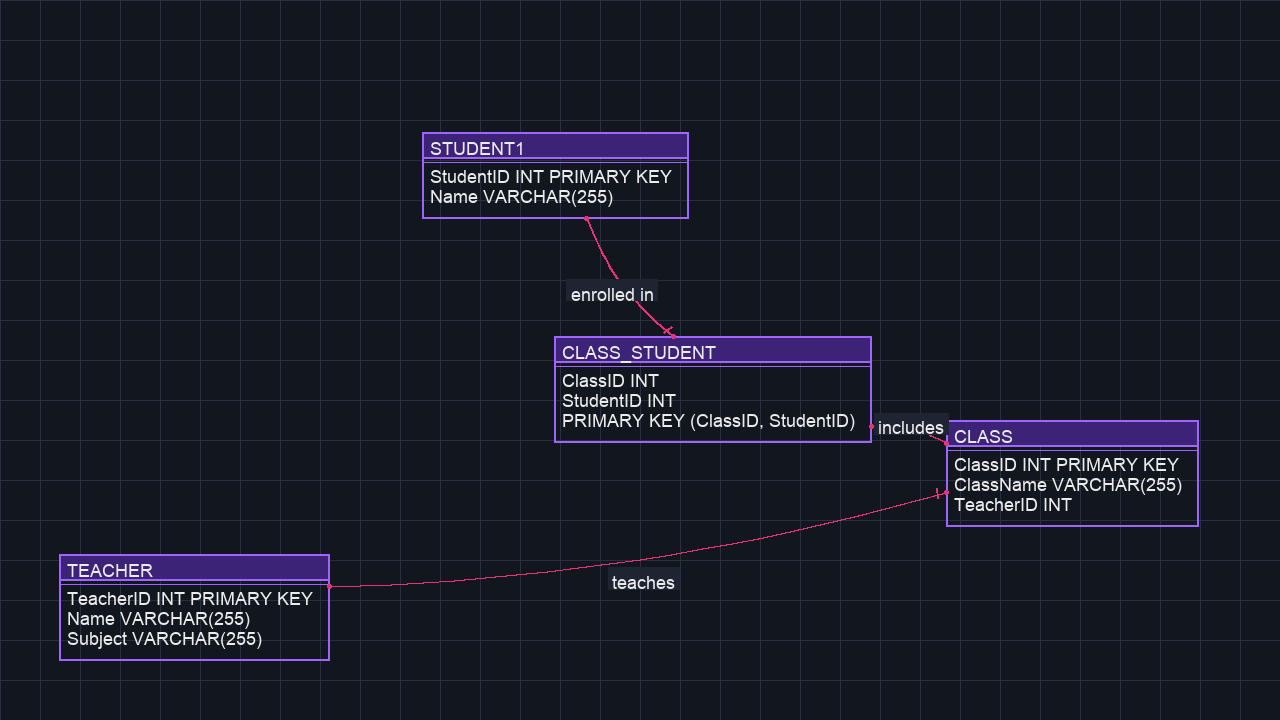 STUDENT1
StudentID INT PRIMARY KEY
Name VARCHAR(255)
enrolled in
CLASS_STUDENT
ClassID INT
StudentID INT
PRIMARY KEY (ClassID, StudentID)
includes
CLASS
ClassID INT PRIMARY KEY
ClassName VARCHAR(255)
TeacherID INT
teaches
TEACHER
TeacherID INT PRIMARY KEY
Name VARCHAR(255)
Subject VARCHAR(255)